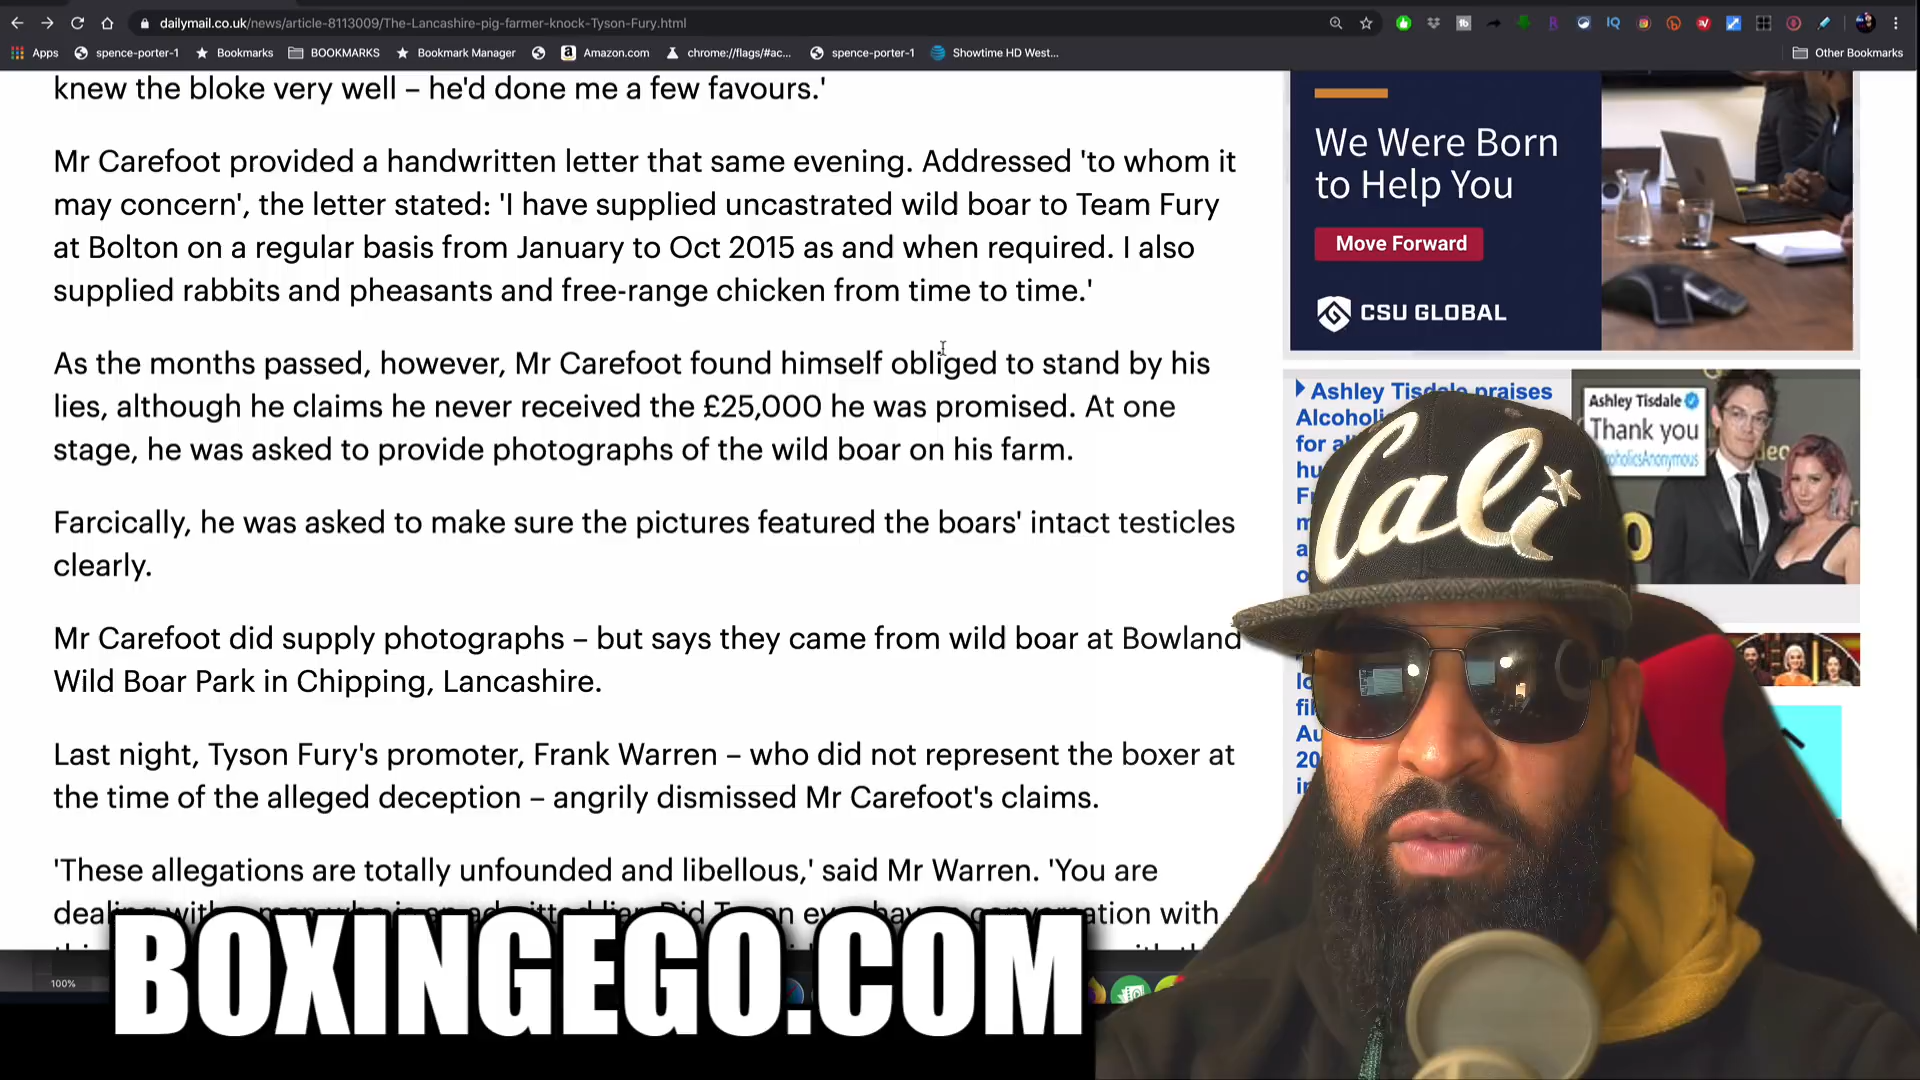 dailymail.co.uk/news/article-8113009/The-Lancashire-pig-farmer-knock-Tyson-Fury.html
Apps spence-porter-1 Bookmarks BOOKMARKS Bookmark Manager Amazon.com chrome://flags/#ac... spence-porter-1 Showtime HD West... Other Bookmarks
knew the bloke very well – he'd done me a few favours.'
Mr Carefoot provided a handwritten letter that same evening. Addressed 'to whom it
may concern', the letter stated: 'I have supplied uncastrated wild boar to Team Fury
at Bolton on a regular basis from January to Oct 2015 as and when required. I also
supplied rabbits and pheasants and free-range chicken from time to time.'
As the months passed, however, Mr Carefoot found himself obliged to stand by his
lies, although he claims he never received the £25,000 he was promised. At one
stage, he was asked to provide photographs of the wild boar on his farm.
Farcically, he was asked to make sure the pictures featured the boars' intact testicles
clearly.
Mr Carefoot did supply photographs – but says they came from wild boar at Bowland
Wild Boar Park in Chipping, Lancashire.
Last night, Tyson Fury's promoter, Frank Warren – who did not represent the boxer at
the time of the alleged deception – angrily dismissed Mr Carefoot's claims.
'These allegations are totally unfounded and libellous,' said Mr Warren. 'You are
We Were Born
to Help You
Move Forward
CSU GLOBAL
Ashley Tisdale praises
Ashley Tisdale
Thank you
Cali
100%
BOXINGEGO.COM